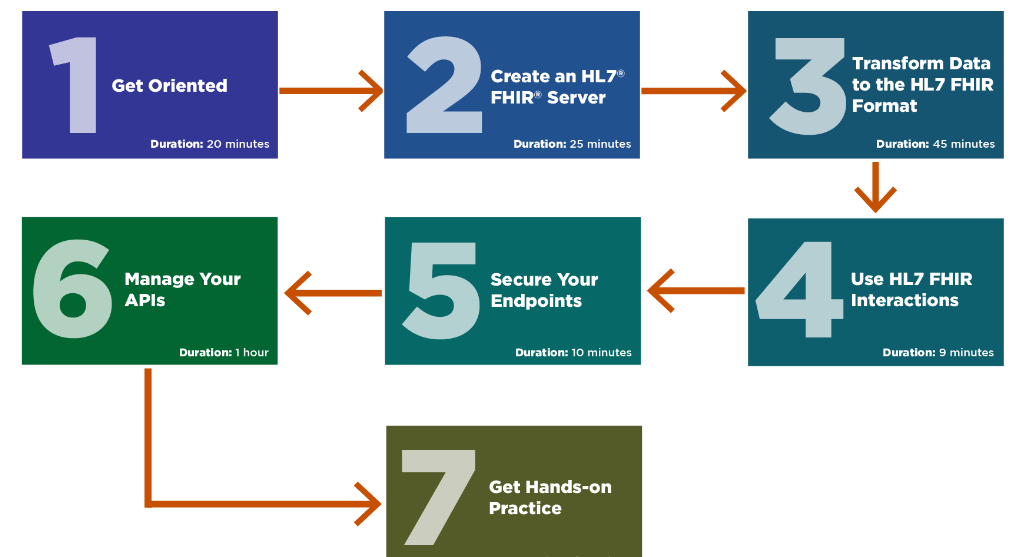 1
Get Oriented
Duration: 20 minutes
2
Create an HL7®
FHIR® Server
Duration: 25 minutes
3
Transform Data
to the HL7 FHIR
Format
Duration: 45 minutes
4
Use HL7 FHIR
Interactions
Duration: 9 minutes
5
Secure Your
Endpoints
Duration: 10 minutes
6
Manage Your
APIs
Duration: 1 hour
7
Get Hands-on
Practice